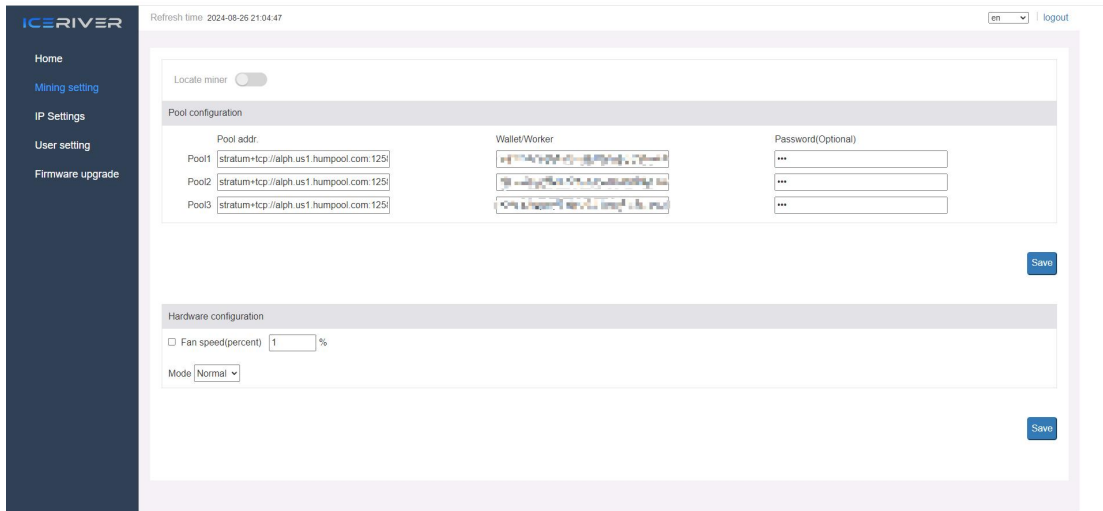 ICERIVER
Refresh time 2024-08-26 21:04:47
en
logout
Home
Mining setting
IP Settings
User setting
Firmware upgrade
Locate miner
Pool configuration
Pool addr. Wallet/Worker Password(Optional)
Pool1 stratum+tcp://alph.us1.humpool.com:125 •••
Pool2 stratum+tcp://alph.us1.humpool.com:125 •••
Pool3 stratum+tcp://alph.us1.humpool.com:125 •••
Save
Hardware configuration
Fan speed(percent) 1 %
Mode Normal
Save